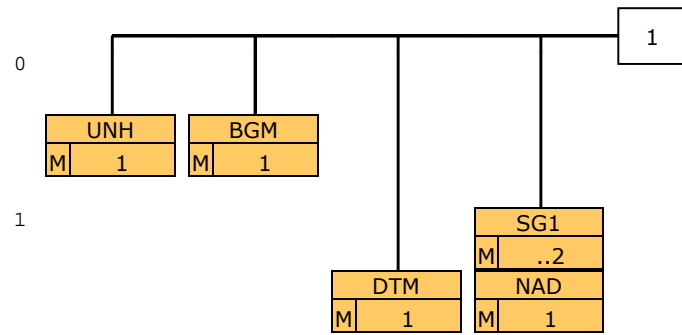 1
0
UNH BGM
M 1 M 1
1
SG1
M ..2
DTM NAD
M 1 M 1